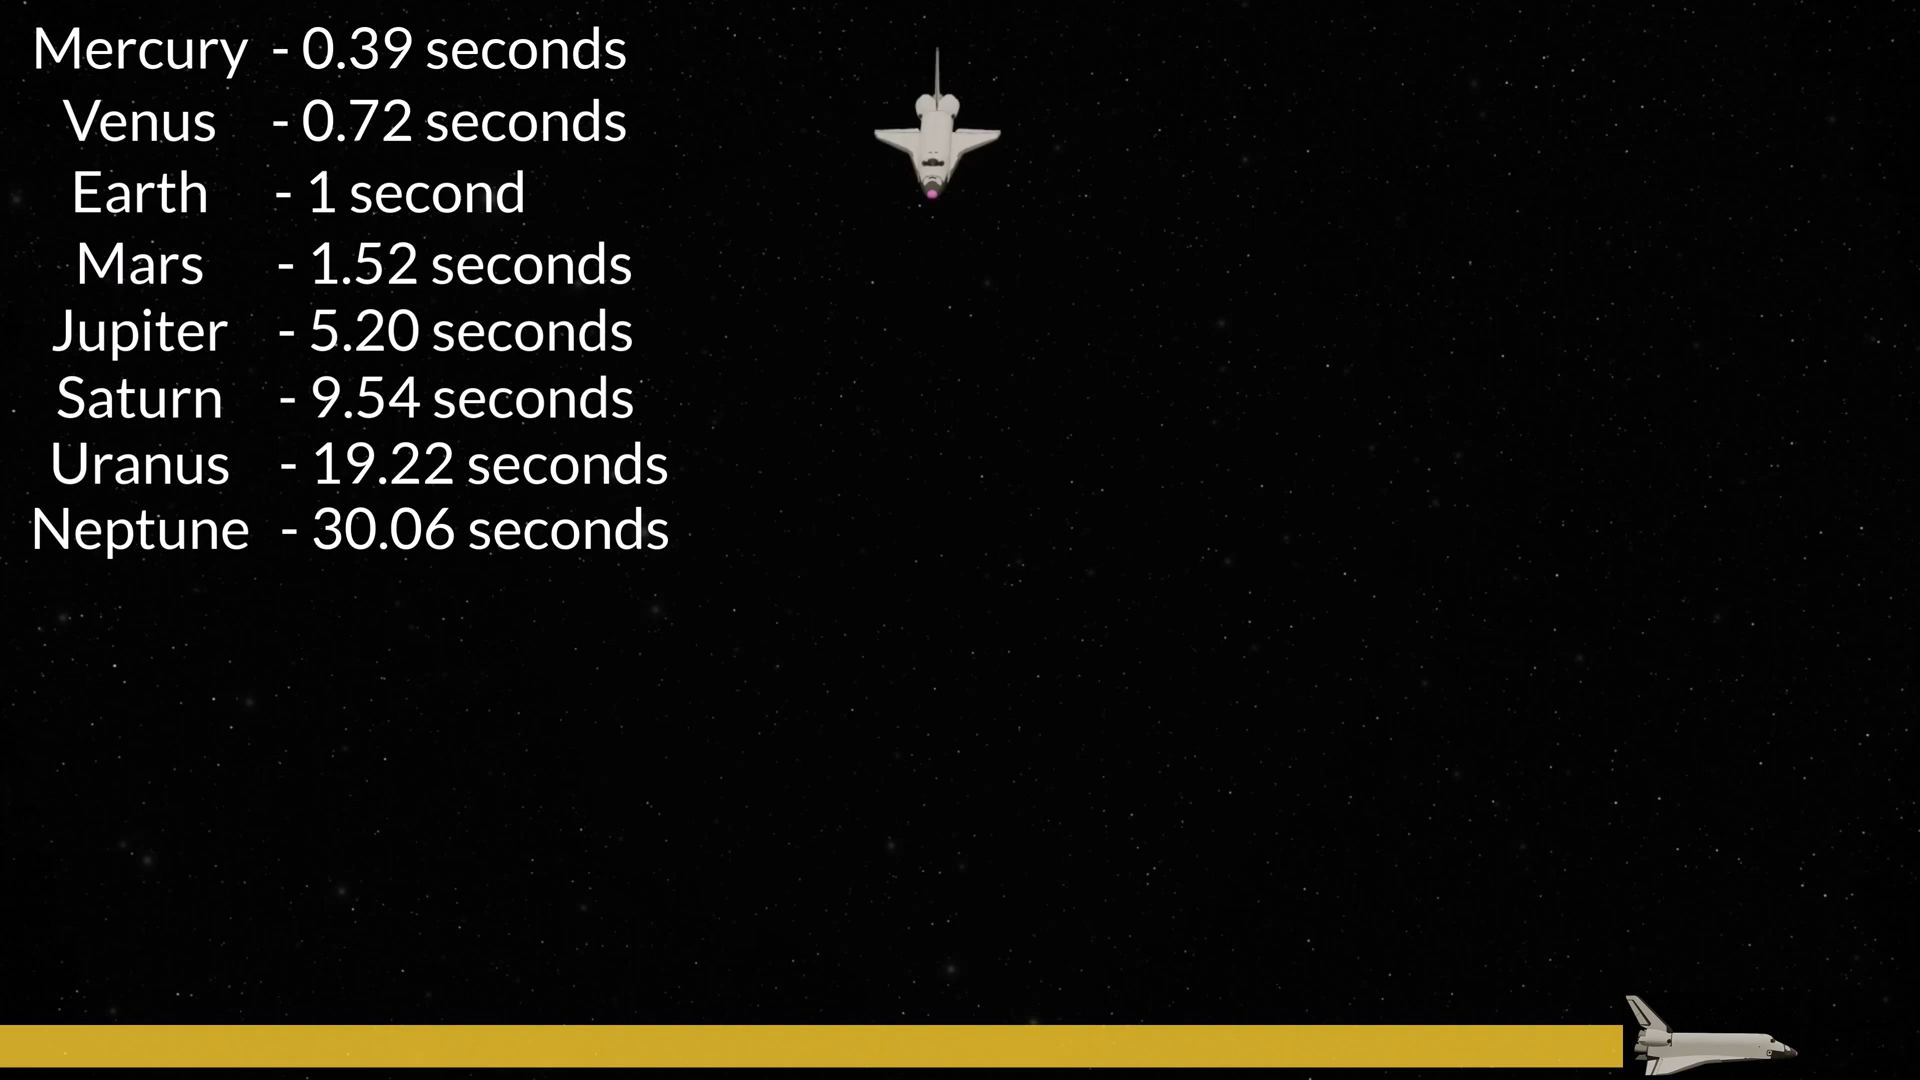 Mercury - 0.39 seconds
Venus - 0.72 seconds
Earth - 1 second
Mars - 1.52 seconds
Jupiter - 5.20 seconds
Saturn - 9.54 seconds
Uranus - 19.22 seconds
Neptune - 30.06 seconds